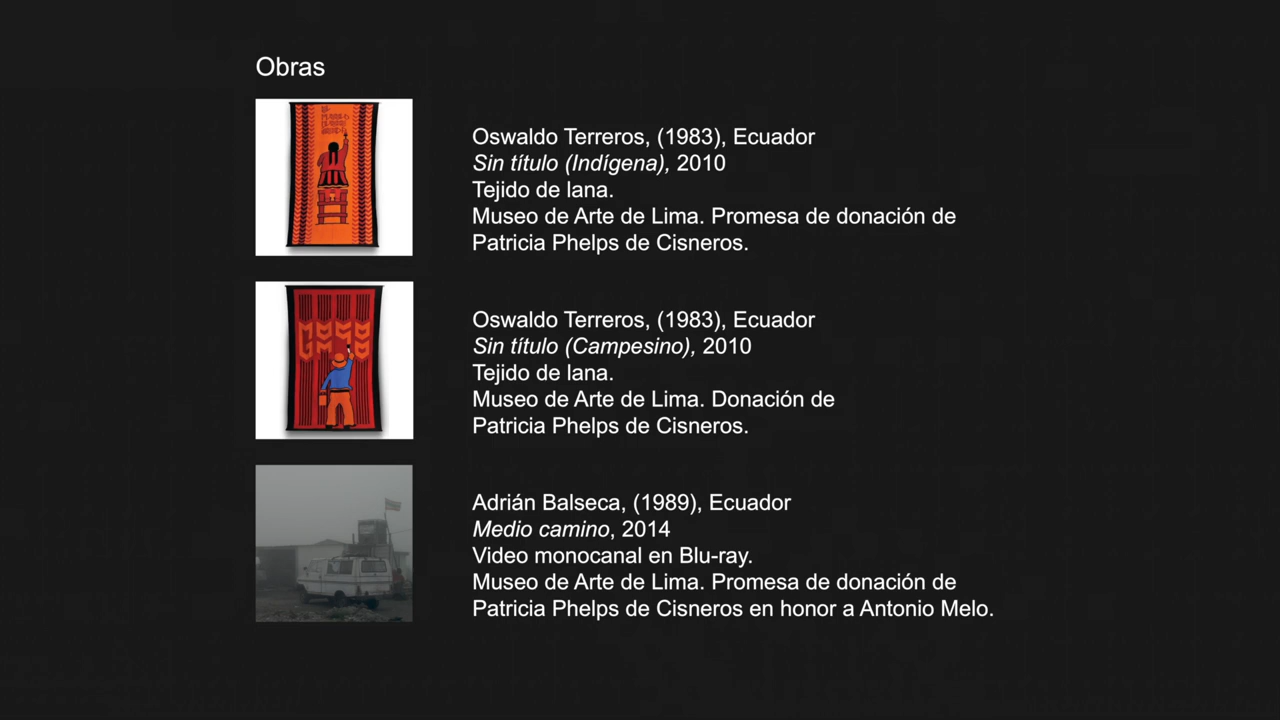 Obras
Oswaldo Terreros, (1983), Ecuador
Sin título (Indígena), 2010
Tejido de lana.
Museo de Arte de Lima. Promesa de donación de
Patricia Phelps de Cisneros.
Oswaldo Terreros, (1983), Ecuador
Sin título (Campesino), 2010
Tejido de lana.
Museo de Arte de Lima. Donación de
Patricia Phelps de Cisneros.
Adrián Balseca, (1989), Ecuador
Medio camino, 2014
Video monocanal en Blu-ray.
Museo de Arte de Lima. Promesa de donación de
Patricia Phelps de Cisneros en honor a Antonio Melo.